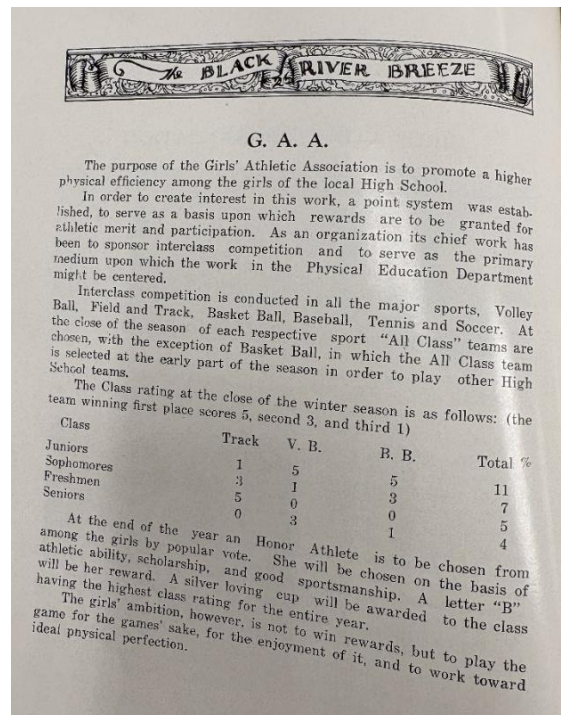 The BLACK RIVER BREEZE
G. A. A.
The purpose of the Girls' Athletic Association is to promote a higher
physical efficiency among the girls of the local High School.
In order to create interest in this work, a point system was estab-
lished, to serve as a basis upon which rewards are to be granted for
athletic merit and participation. As an organization its chief work has
been to sponsor interclass competition and to serve as the primary
medium upon which the work in the Physical Education Department
might be centered.
Interclass competition is conducted in all the major sports, Volley
Ball, Field and Track, Basket Ball, Baseball, Tennis and Soccer. At
the close of the season of each respective sport "All Class" teams are
chosen, with the exception of Basket Ball, in which the All Class team
is selected at the early part of the season in order to play other High
School teams.
The Class rating at the close of the winter season is as follows: (the
team winning first place scores 5, second 3, and third 1)
Class Track V. B. B. B. Total %
Juniors 1 5 5 11
Sophomores 3 1 3 7
Freshmen 5 0 0 5
Seniors 0 3 1 4
At the end of the year an Honor Athlete is to be chosen from
among the girls by popular vote. She will be chosen on the basis of
athletic ability, scholarship, and good sportsmanship. A letter "B"
will be her reward. A silver loving cup will be awarded to the class
having the highest class rating for the entire year.
The girls' ambition, however, is not to win rewards, but to play the
game for the games' sake, for the enjoyment of it, and to work toward
ideal physical perfection.